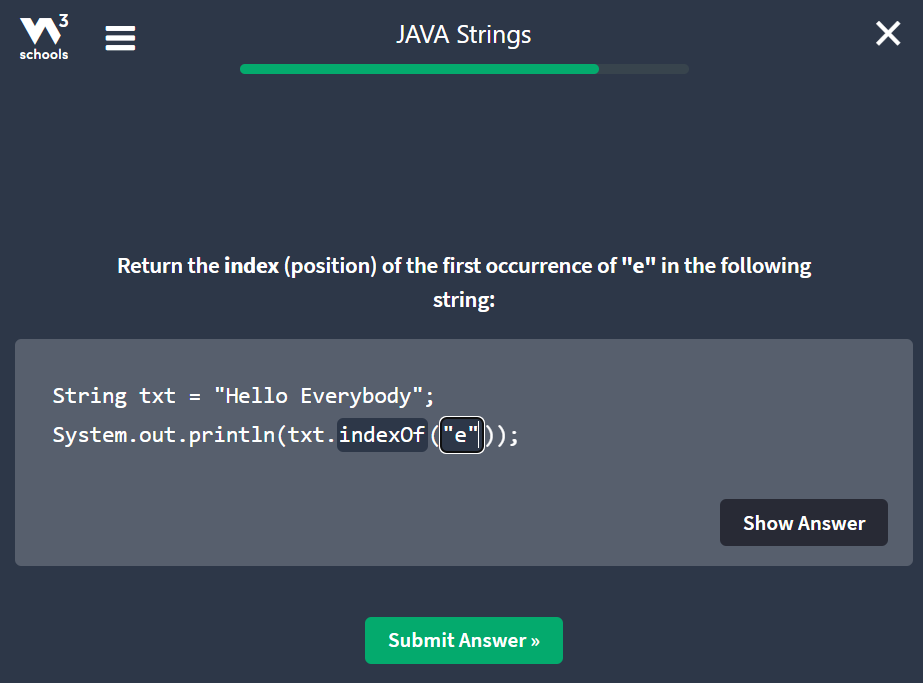 W3
schools
JAVA Strings
Return the index (position) of the first occurrence of "e" in the following
string:
String txt = "Hello Everybody";
System.out.println(txt.indexOf("e"));
Show Answer
Submit Answer »